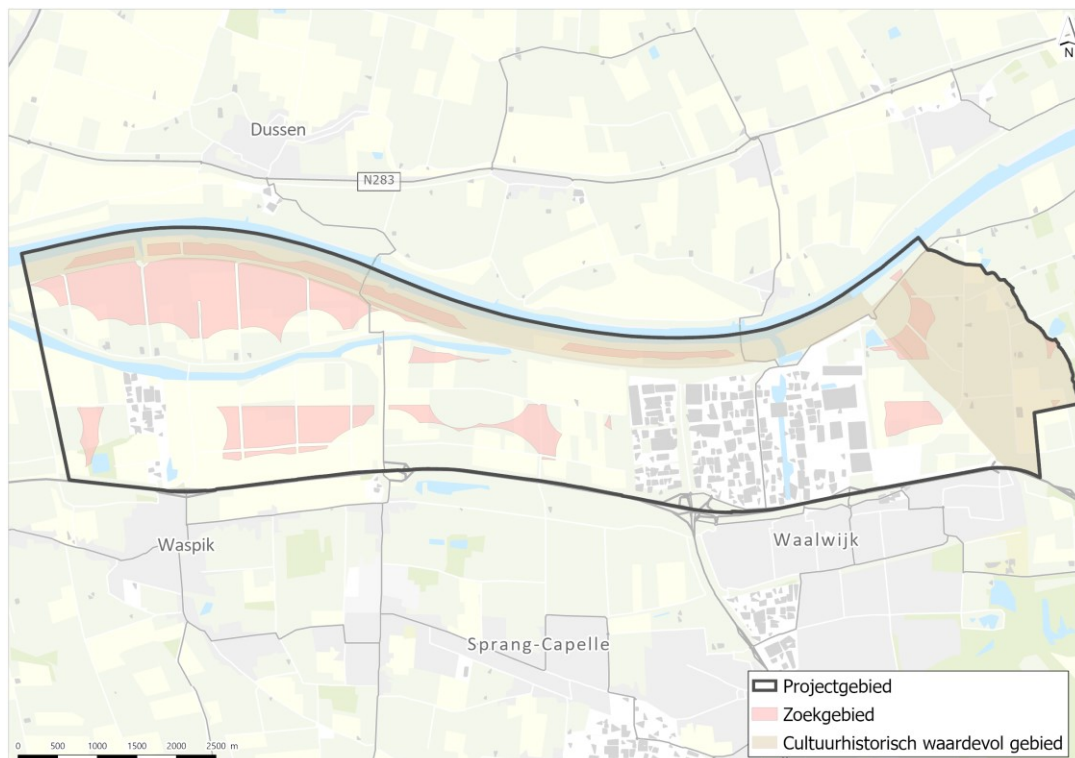 N
Dussen
N283
Waspik
Waalwijk
Sprang-Capelle
Projectgebied
Zoekgebied
Cultuurhistorisch waardevol gebied
0 500 1000 1500 2000 2500 m